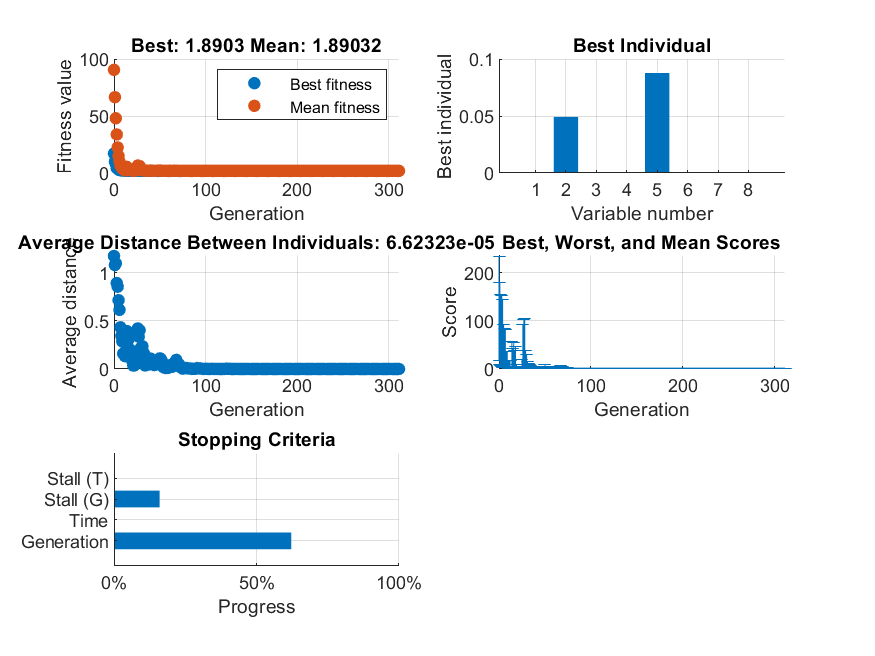 Best: 1.8903 Mean: 1.89032
Fitness value
100
50
0
Best fitness
Mean fitness
0 100 200 300
Generation
Best Individual
Best individual
0.1
0.05
0
1 2 3 4 5 6 7 8
Variable number
Average Distance Between Individuals: 6.62323e-05
Average distance
1
0.5
0
0 100 200 300
Generation
Best, Worst, and Mean Scores
Score
200
100
0
0 100 200 300
Generation
Stopping Criteria
Stall (T)
Stall (G)
Time
Generation
0% 50% 100%
Progress